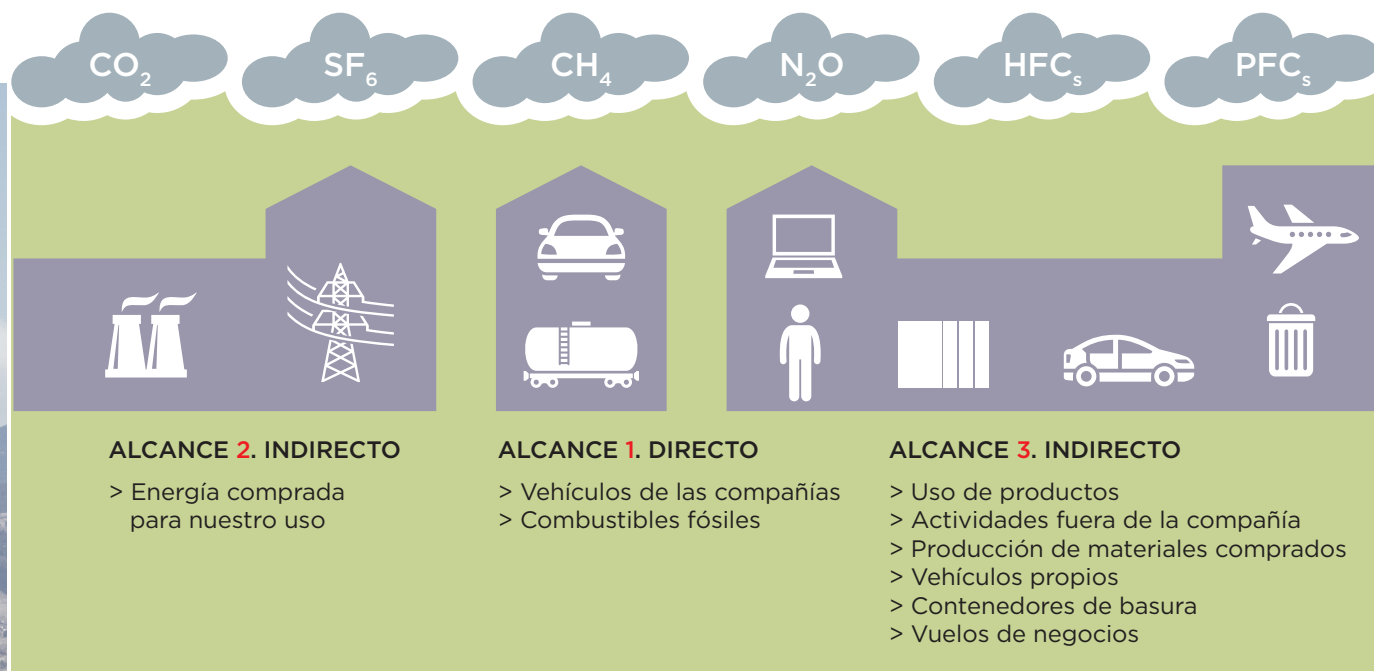 CO₂
SF₆
CH₄
N₂O
HFCₛ
PFCₛ
ALCANCE 2. INDIRECTO
> Energía comprada
para nuestro uso
ALCANCE 1. DIRECTO
> Vehículos de las compañías
> Combustibles fósiles
ALCANCE 3. INDIRECTO
> Uso de productos
> Actividades fuera de la compañía
> Producción de materiales comprados
> Vehículos propios
> Contenedores de basura
> Vuelos de negocios